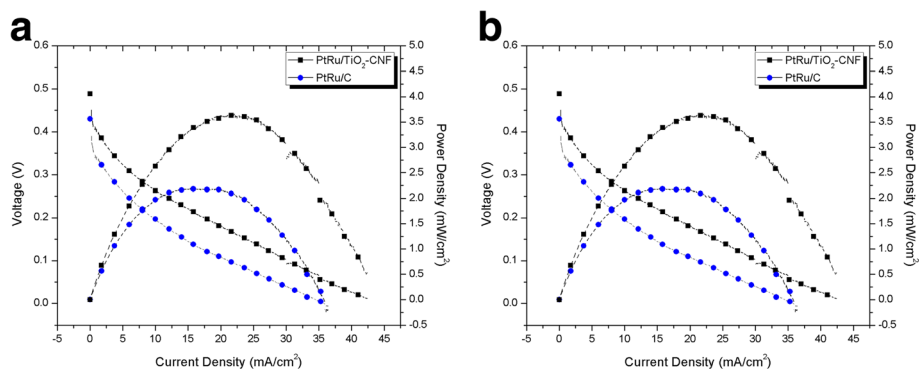 a
0.6
0.5
0.4
0.3
0.2
0.1
0.0
Voltage (V)
PtRu/TiO₂-CNF
PtRu/C
5.0
4.5
4.0
3.5
3.0
2.5
2.0
1.5
1.0
0.5
0.0
-0.5
Power Density (mW/cm²)
-5 0 5 10 15 20 25 30 35 40 45
Current Density (mA/cm²)
b
0.6
0.5
0.4
0.3
0.2
0.1
0.0
Voltage (V)
PtRu/TiO₂-CNF
PtRu/C
5.0
4.5
4.0
3.5
3.0
2.5
2.0
1.5
1.0
0.5
0.0
-0.5
Power Density (mW/cm²)
-5 0 5 10 15 20 25 30 35 40 45
Current Density (mA/cm²)